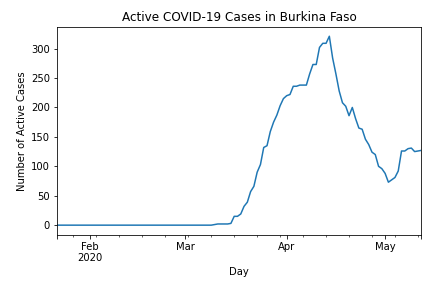 Active COVID-19 Cases in Burkina Faso
Number of Active Cases
300
250
200
150
100
50
0
Feb
2020
Mar
Apr
May
Day